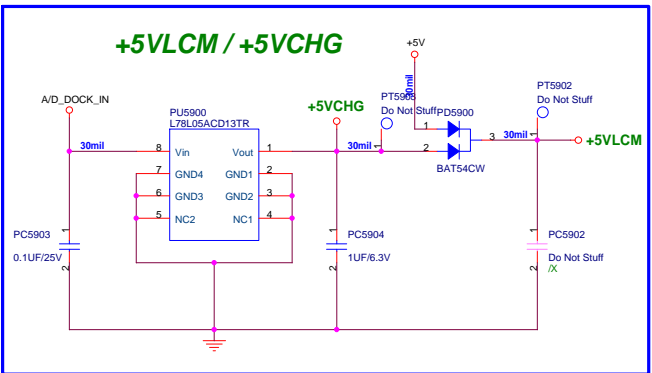 +5VLCM / +5VCHG
+5V
A/D_DOCK_IN
PU5900
L78L05ACD13TR
+5VCHG
PT5903
Do Not Stuff
30mil
PD5900
PT5902
Do Not Stuff
30mil
8 Vin Vout 1
30mil
1
1
2
3
30mil
1
+5VLCM
7 GND4 GND1 2
BAT54CW
6 GND3 GND2 3
5 NC2 NC1 4
PC5903
1
2
0.1UF/25V
PC5904
1
2
1UF/6.3V
PC5902
1
2
Do Not Stuff
/X